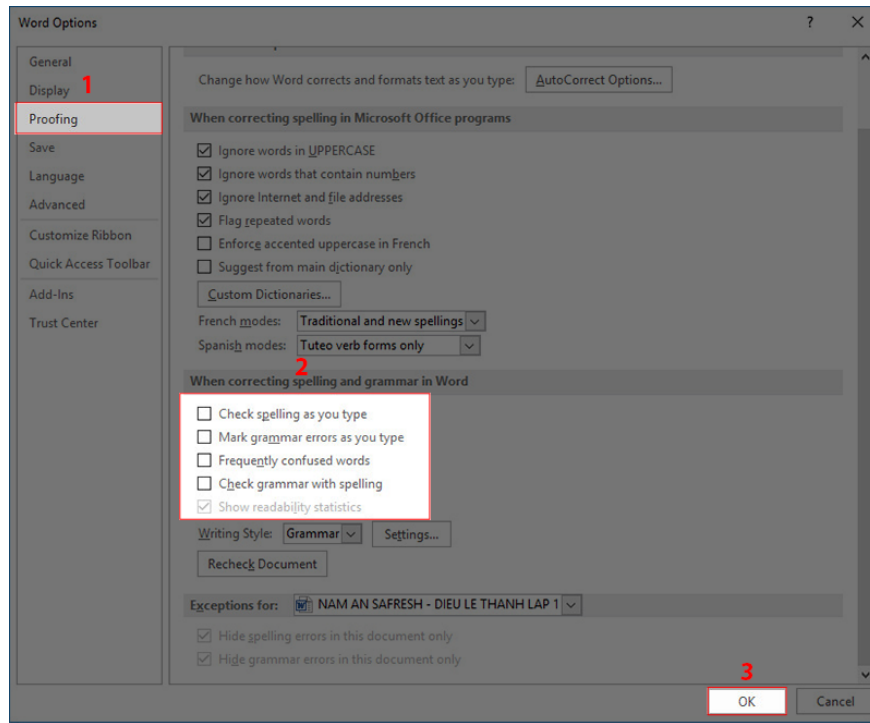 Word Options
?
General
Display
1
Proofing
Save
Language
Advanced
Customize Ribbon
Quick Access Toolbar
Add-Ins
Trust Center
Change how Word corrects and formats text as you type: AutoCorrect Options...
When correcting spelling in Microsoft Office programs
Ignore words in UPPERCASE
Ignore words that contain numbers
Ignore Internet and file addresses
Flag repeated words
Enforce accented uppercase in French
Suggest from main dictionary only
Custom Dictionaries...
French modes: Traditional and new spellings
Spanish modes: Tuteo verb forms only
2
When correcting spelling and grammar in Word
Check spelling as you type
Mark grammar errors as you type
Frequently confused words
Check grammar with spelling
Show readability statistics
Writing Style: Grammar Settings...
Recheck Document
Exceptions for: NAM AN SAFRESH - DIEU LE THANH LAP 1
Hide spelling errors in this document only
Hide grammar errors in this document only
3
OK Cancel